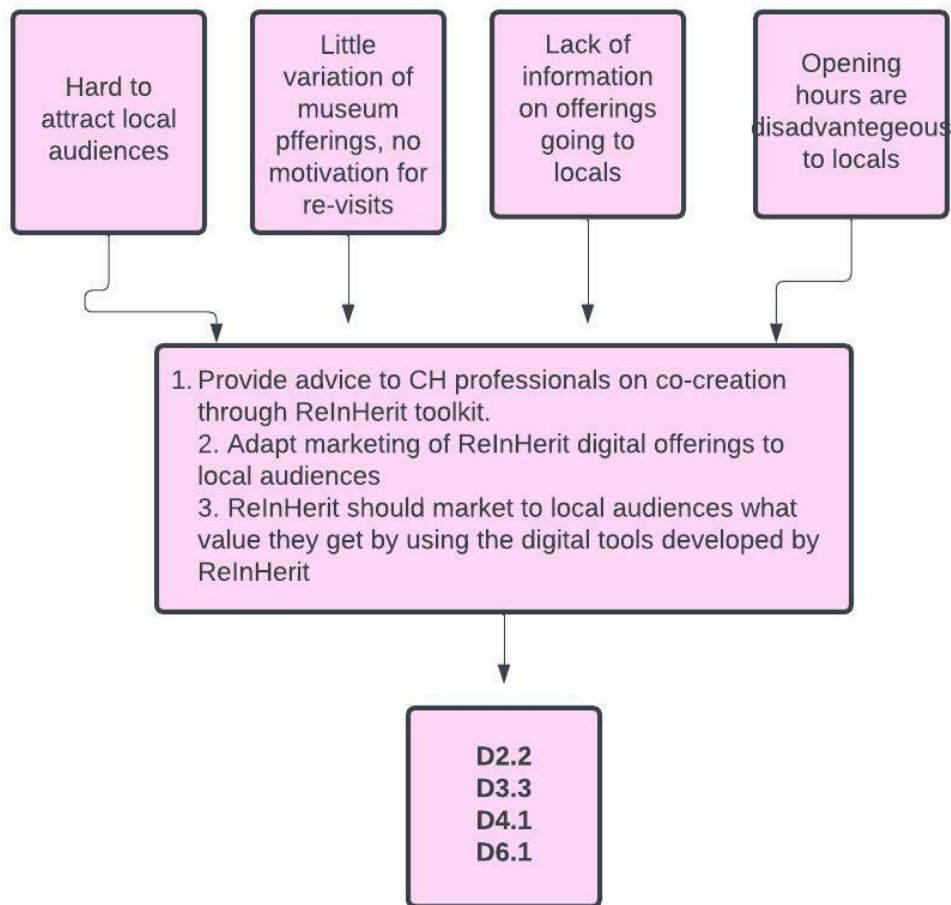 Hard to
attract local
audiences
Little
variation of
museum
pfferings, no
motivation for
re-visits
Lack of
information
on offerings
going to
locals
Opening
hours are
disadvantegeous
to locals
1. Provide advice to CH professionals on co-creation
through ReInHerit toolkit.
2. Adapt marketing of ReInHerit digital offerings to
local audiences
3. ReInHerit should market to local audiences what
value they get by using the digital tools developed by
ReInHerit
D2.2
D3.3
D4.1
D6.1